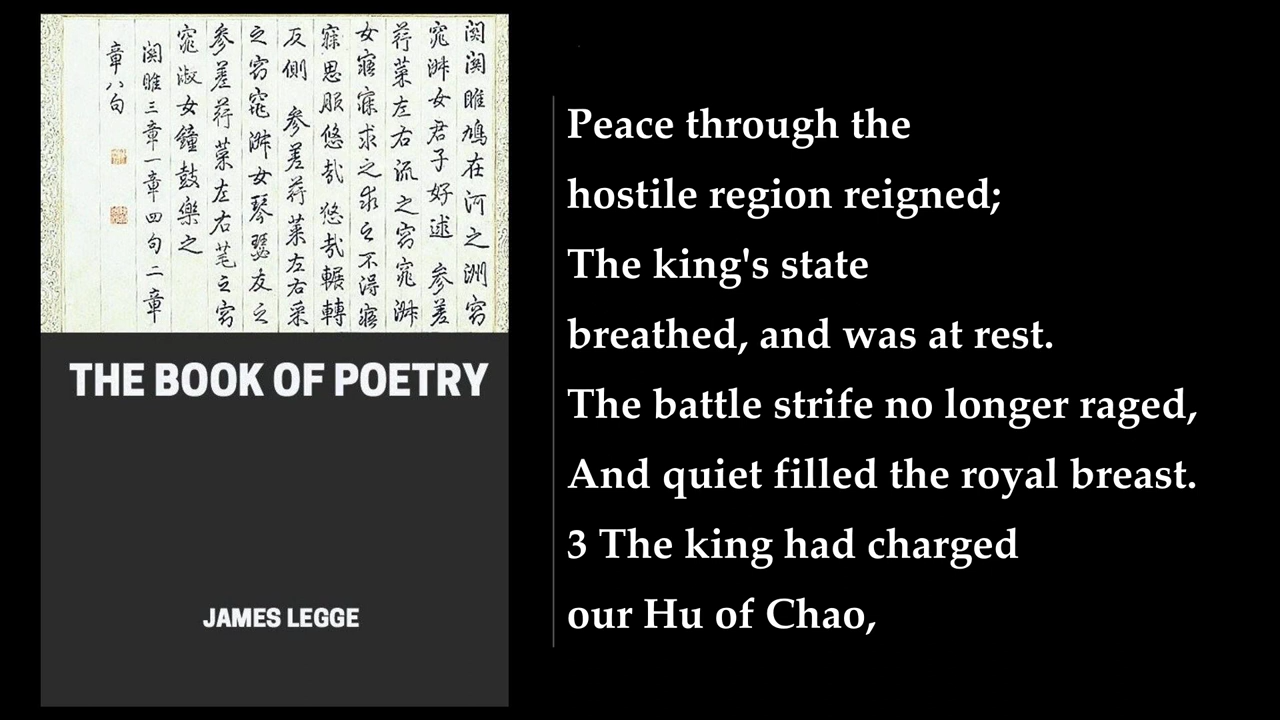 关关雎鳩在河之洲窈
窕淑女君子好逑 参差
荇菜左右流之窈窕淑
女寤寐求之求之不得寤
寐思服悠哉悠哉輾轉
反側 参差荇菜左右采
之窈窕淑女琴瑟友之
参差荇菜左右芼之窈
窕淑女鐘鼓樂之
关雎三章一章四句二章
章八句
THE BOOK OF POETRY
JAMES LEGGE
Peace through the
hostile region reigned;
The king's state
breathed, and was at rest.
The battle strife no longer raged,
And quiet filled the royal breast.
3 The king had charged
our Hu of Chao,